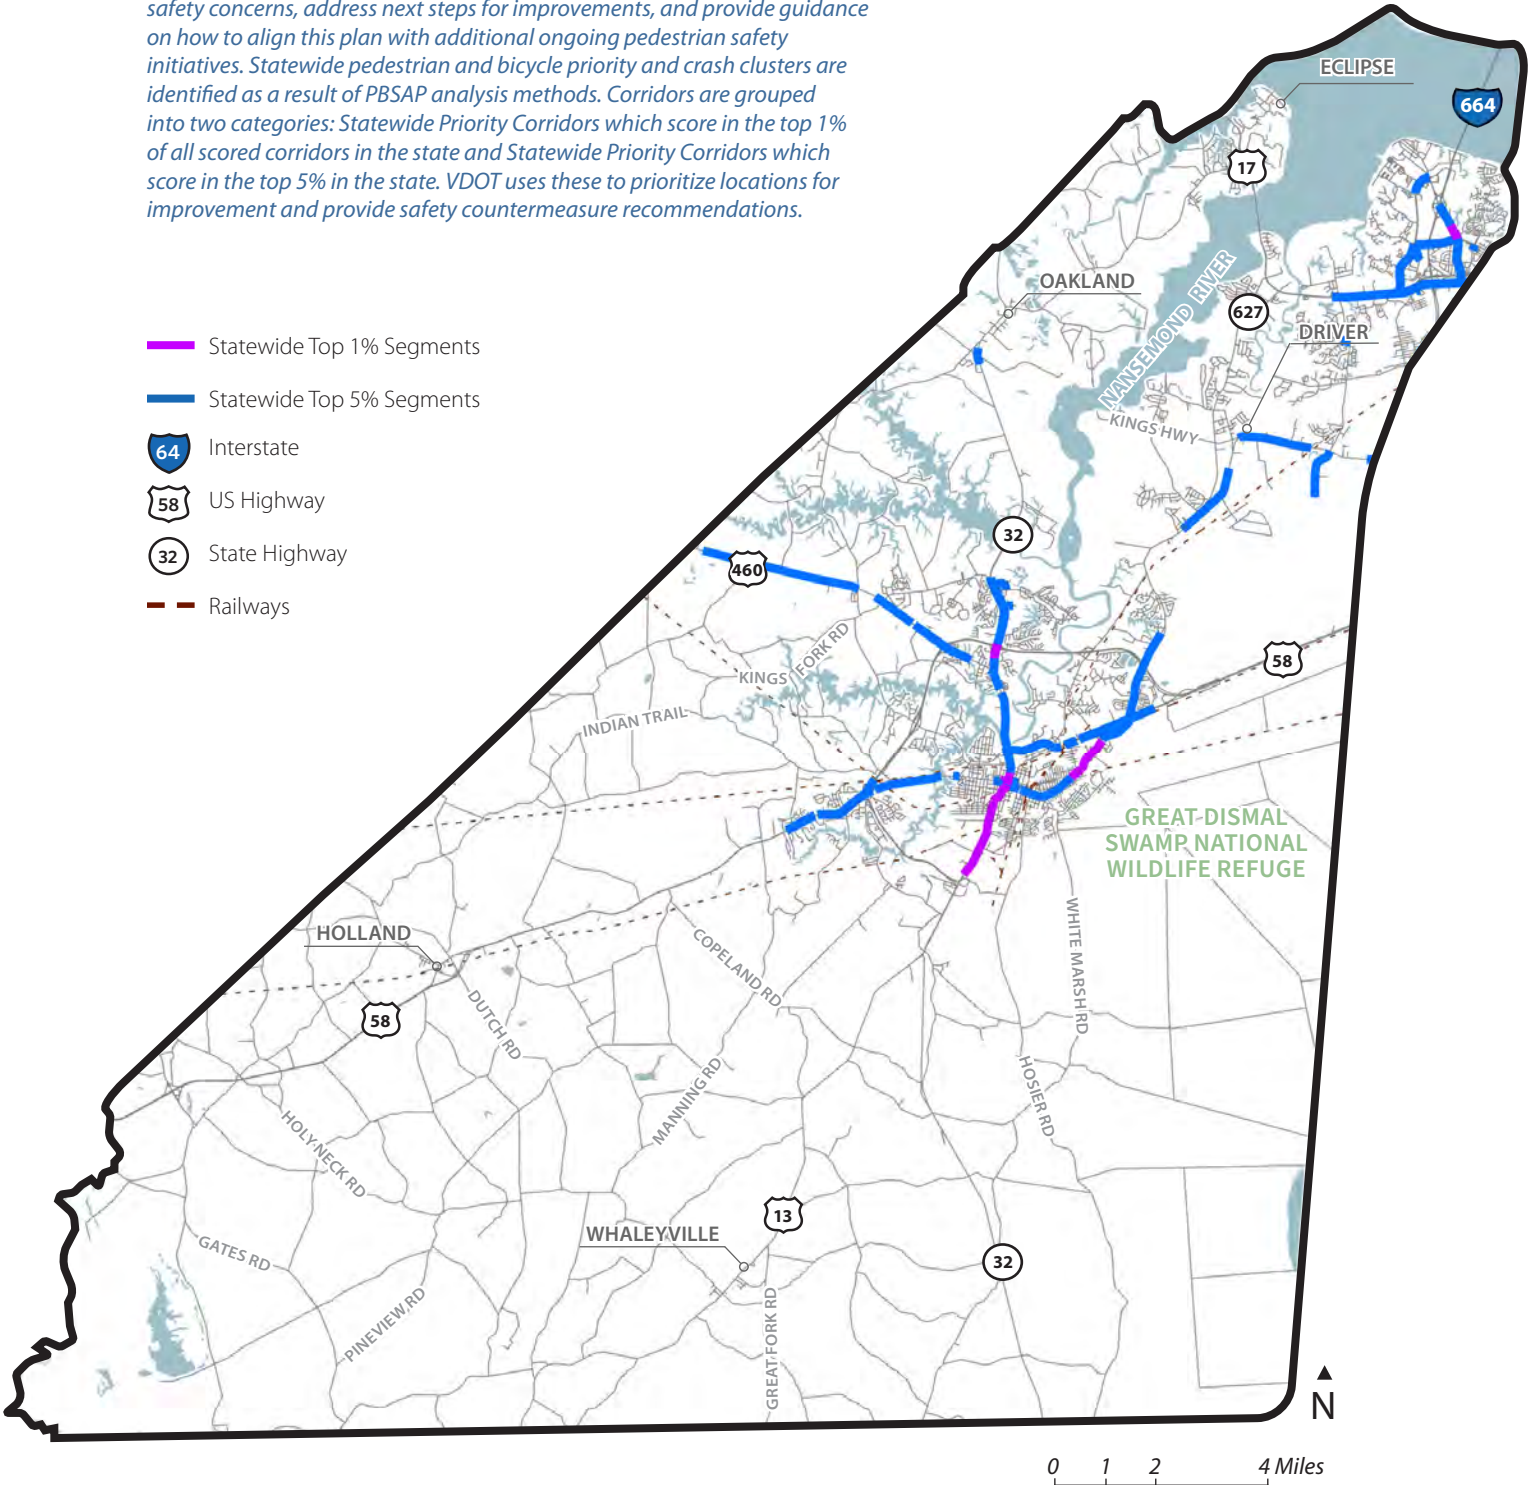 safety concerns, address next steps for improvements, and provide guidance
on how to align this plan with additional ongoing pedestrian safety
initiatives. Statewide pedestrian and bicycle priority and crash clusters are
identified as a result of PBSAP analysis methods. Corridors are grouped
into two categories: Statewide Priority Corridors which score in the top 1%
of all scored corridors in the state and Statewide Priority Corridors which
score in the top 5% in the state. VDOT uses these to prioritize locations for
improvement and provide safety countermeasure recommendations.
Statewide Top 1% Segments
Statewide Top 5% Segments
64 Interstate
58 US Highway
32 State Highway
Railways
ECLIPSE
664
17
OAKLAND
NANSEMOND RIVER
627
DRIVER
KINGS HWY
32
460
58
KINGS FORK RD
INDIAN TRAIL
GREAT DISMAL
SWAMP NATIONAL
WILDLIFE REFUGE
HOLLAND
COPELAND RD
WHITE MARSH RD
58
DUTCH RD
MANNING RD
HOSIER RD
HOLY NECK RD
13
WHALEYVILLE
GATES RD
32
PINEVIEW RD
GREAT FORK RD
N
0 1 2 4 Miles